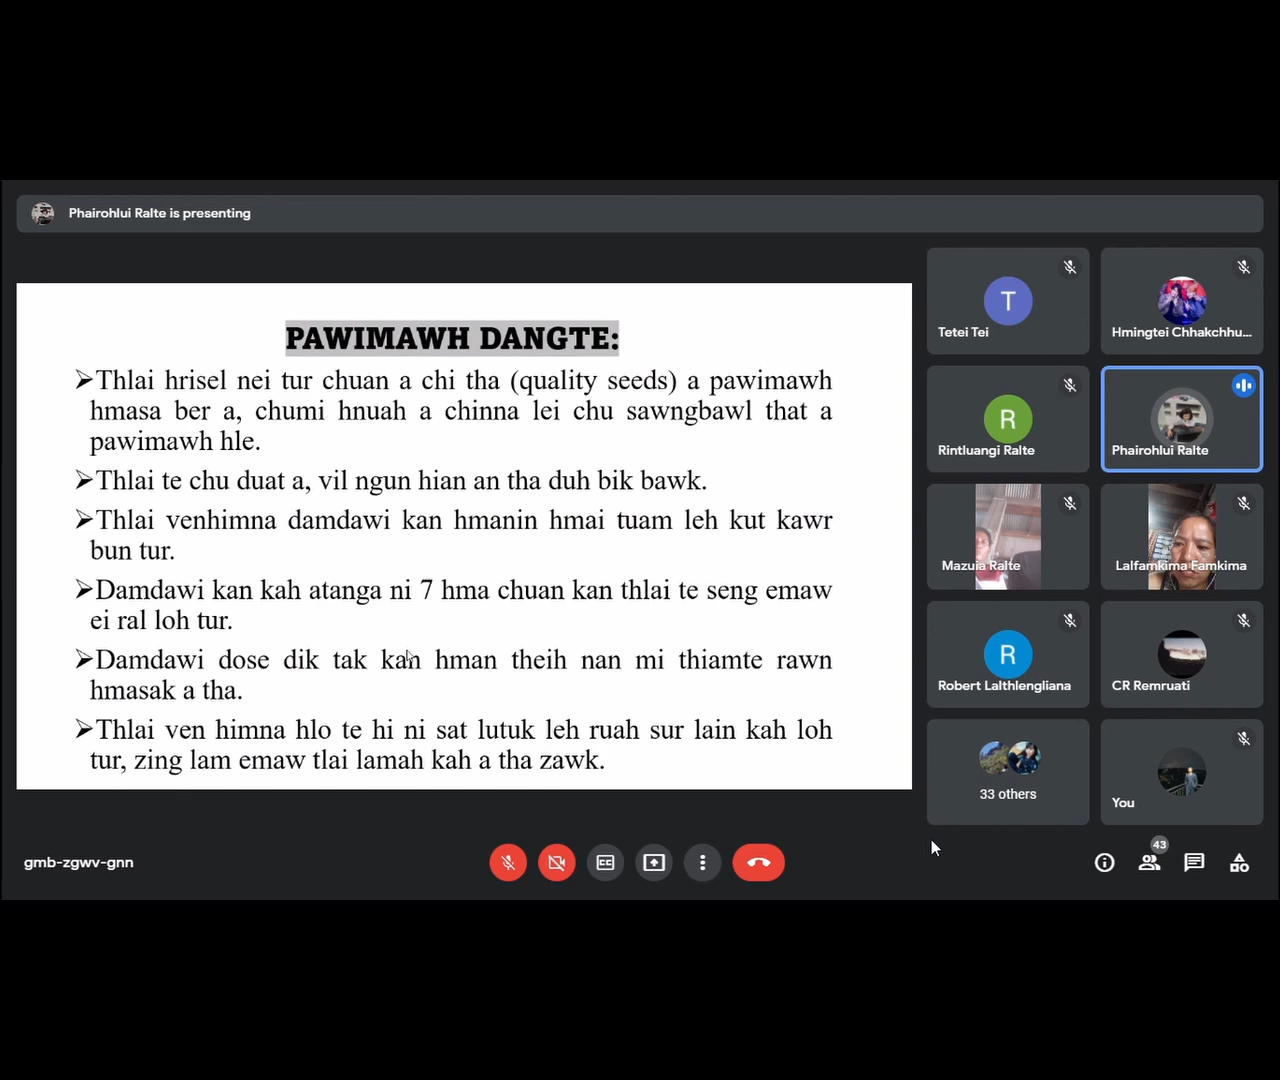 Phairohlui Ralte is presenting
PAWIMAWH DANGTE:
➢Thlai hrisel nei tur chuan a chi tha (quality seeds) a pawimawh
hmasa ber a, chumi hnuah a chinna lei chu sawngbawl that a
pawimawh hle.
➢Thlai te chu duat a, vil ngun hian an tha duh bik bawk.
➢Thlai venhimna damdawi kan hmanin hmai tuam leh kut kawr
bun tur.
➢Damdawi kan kah atanga ni 7 hma chuan kan thlai te seng emaw
ei ral loh tur.
➢Damdawi dose dik tak kan hman theih nan mi thiamte rawn
hmasak a tha.
➢Thlai ven himna hlo te hi ni sat lutuk leh ruah sur lain kah loh
tur, zing lam emaw tlai lamah kah a tha zawk.
T
Tetei Tei
Hmingtei Chhakchhu...
R
Rintluangi Ralte
Phairohlui Ralte
Mazuia Ralte
Lalfamkima Famkima
R
Robert Lalthlengliana
CR Remruati
33 others
You
gmb-zgwv-gnn
43